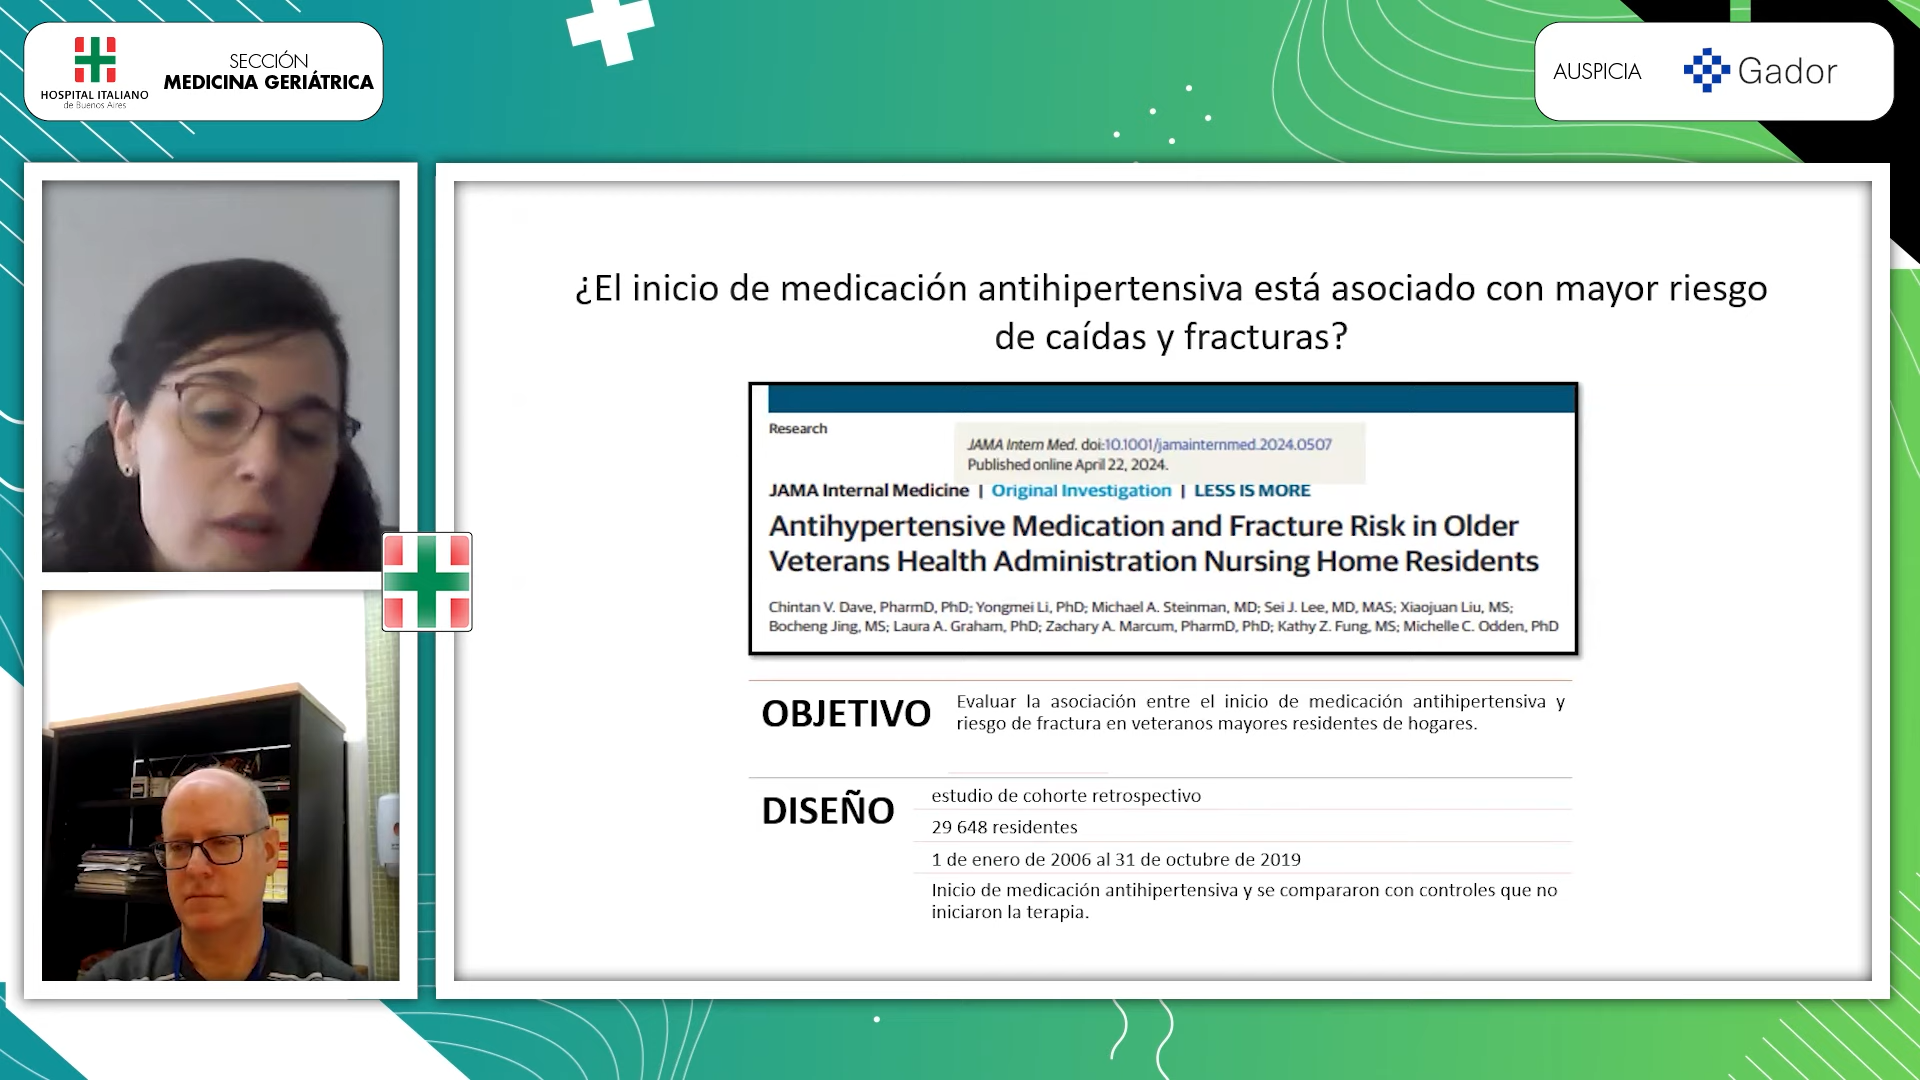 HOSPITAL ITALIANO
de Buenos Aires
SECCIÓN
MEDICINA GERIÁTRICA
AUSPICIA
Gador
¿El inicio de medicación antihipertensiva está asociado con mayor riesgo
de caídas y fracturas?
Research
JAMA Intern Med. doi:10.1001/jamainternmed.2024.0507
Published online April 22, 2024.
JAMA Internal Medicine | Original Investigation | LESS IS MORE
Antihypertensive Medication and Fracture Risk in Older
Veterans Health Administration Nursing Home Residents
Chintan V. Dave, PharmD, PhD; Yongmei Li, PhD; Michael A. Steinman, MD; Sei J. Lee, MD, MAS; Xiaojuan Liu, MS;
Bocheng Jing, MS; Laura A. Graham, PhD; Zachary A. Marcum, PharmD, PhD; Kathy Z. Fung, MS; Michelle C. Odden, PhD
OBJETIVO
Evaluar la asociación entre el inicio de medicación antihipertensiva y
riesgo de fractura en veteranos mayores residentes de hogares.
DISEÑO
estudio de cohorte retrospectivo
29 648 residentes
1 de enero de 2006 al 31 de octubre de 2019
Inicio de medicación antihipertensiva y se compararon con controles que no
iniciaron la terapia.